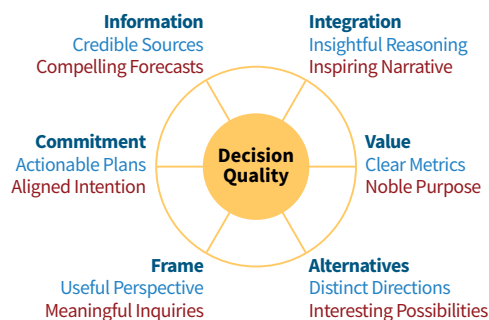 Information
Credible Sources
Compelling Forecasts
Integration
Insightful Reasoning
Inspiring Narrative
Commitment
Actionable Plans
Aligned Intention
Decision
Quality
Value
Clear Metrics
Noble Purpose
Frame
Useful Perspective
Meaningful Inquiries
Alternatives
Distinct Directions
Interesting Possibilities